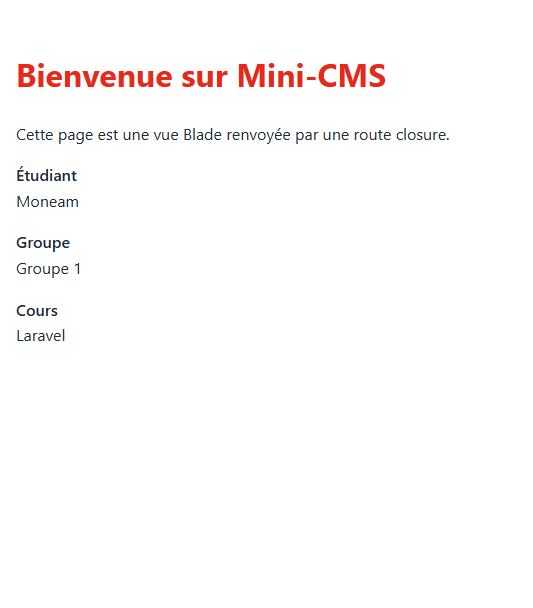 Bienvenue sur Mini-CMS
Cette page est une vue Blade renvoyée par une route closure.
Étudiant
Moneam
Groupe
Groupe 1
Cours
Laravel